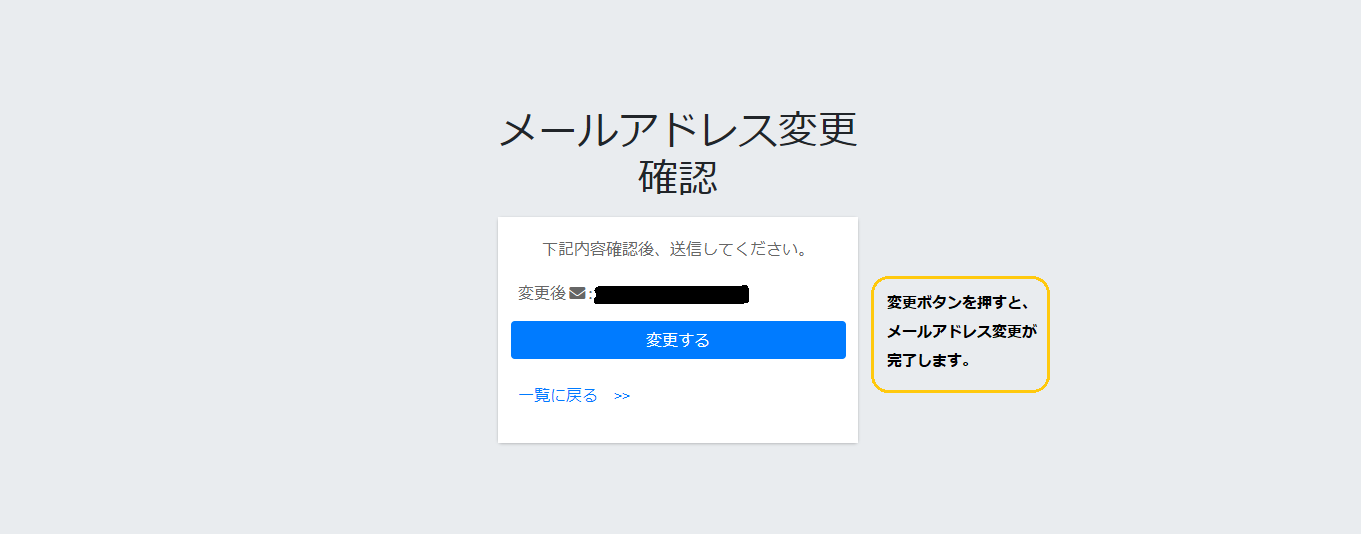 メールアドレス変更
確認
下記内容確認後、送信してください。
変更後 :
変更する
一覧に戻る　>>
変更ボタンを押すと、
メールアドレス変更が
完了します。